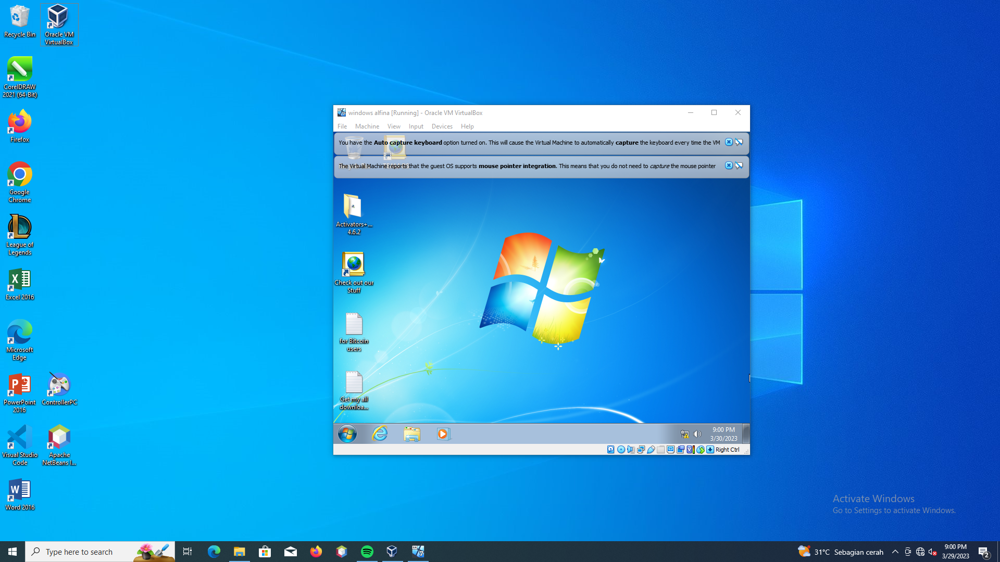 Recycle Bin
Oracle VM
VirtualBox
CorelDRAW
2021 (64-Bit)
Firefox
Google
Chrome
League of
Legends
Excel 2016
Microsoft
Edge
PowerPoint
2016
ControllerPC
Visual Studio
Code
Apache
NetBeans I...
Word 2016
windows alfina [Running] - Oracle VM VirtualBox
File Machine View Input Devices Help
You have the Auto capture keyboard option turned on. This will cause the Virtual Machine to automatically capture the keyboard every time the VM
The Virtual Machine reports that the guest OS supports mouse pointer integration. This means that you do not need to capture the mouse pointer
Activators+...
4.6.2
Check out our
Stuff
for Bitcoin
users
Get my all
downloa...
9:00 PM
3/30/2023
Right Ctrl
Activate Windows
Go to Settings to activate Windows.
Type here to search
31°C Sebagian cerah
9:00 PM
3/29/2023
2